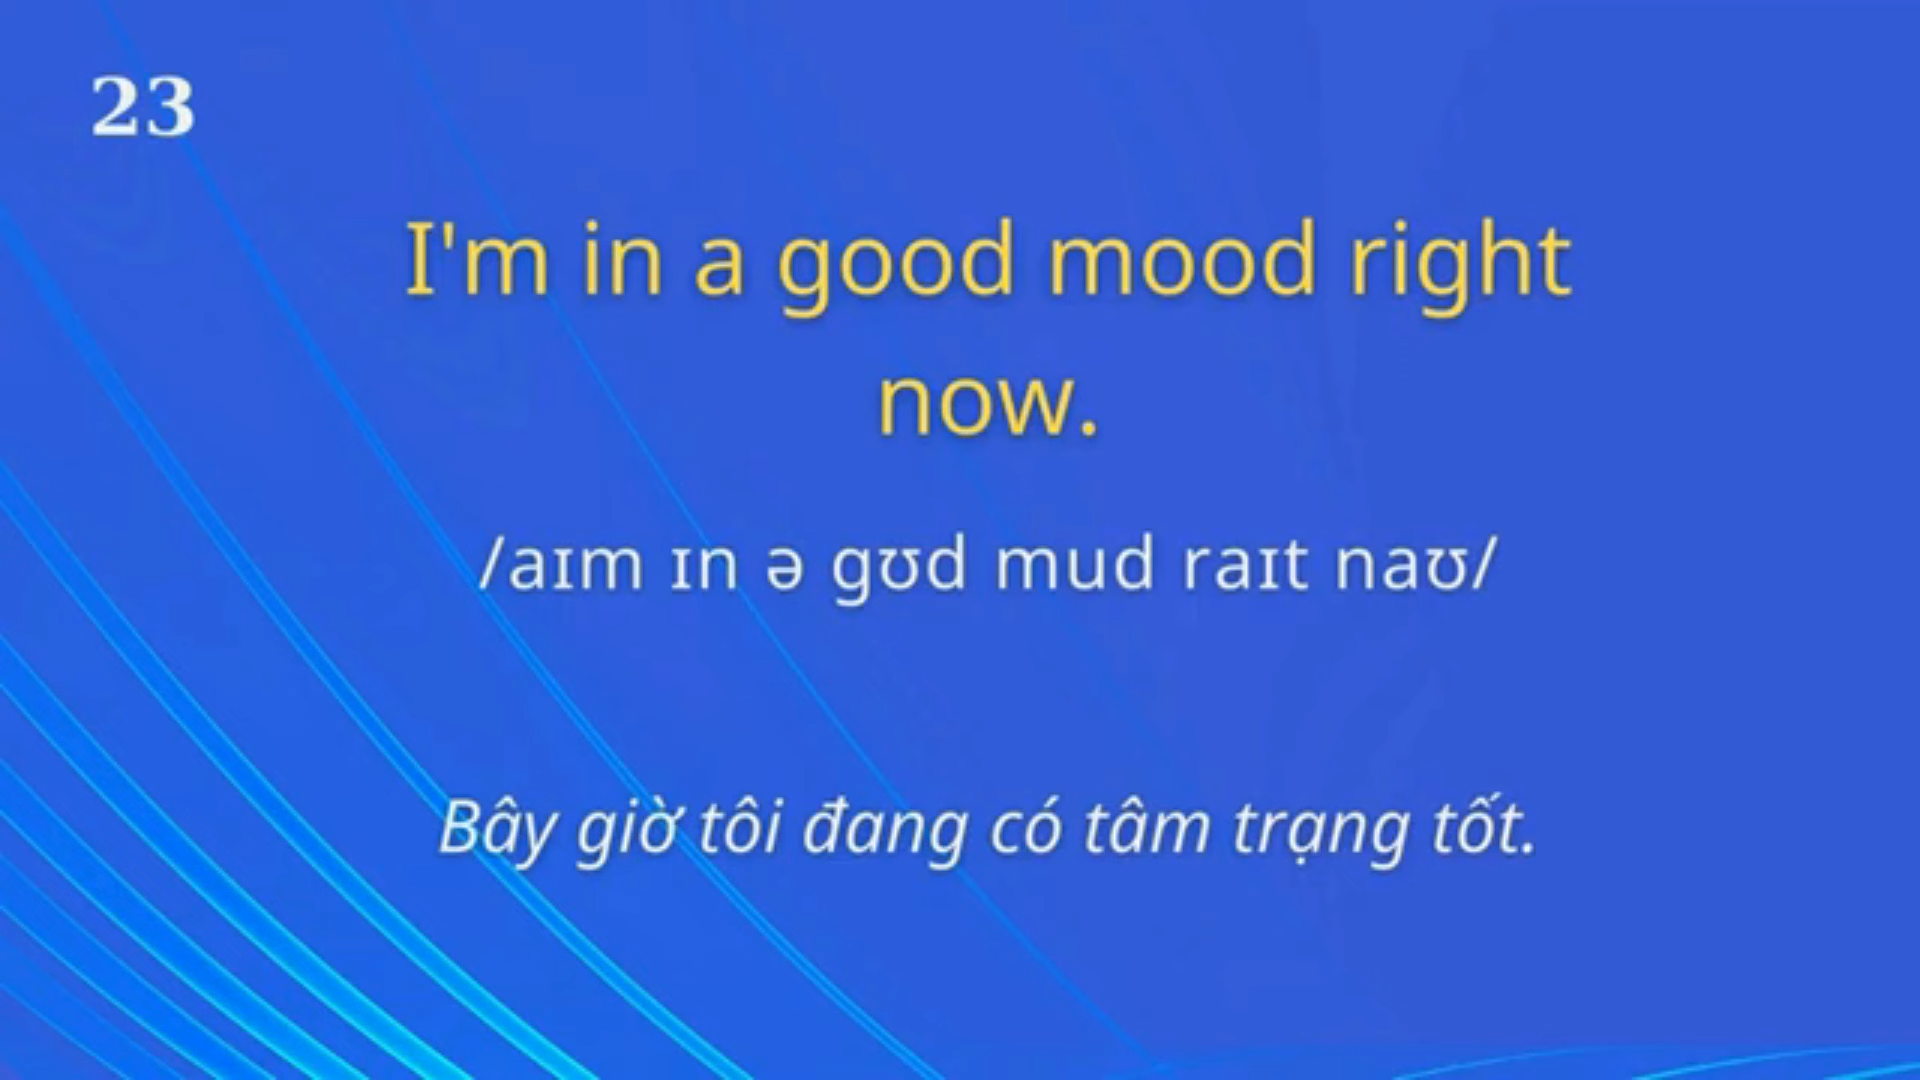 23
I'm in a good mood right
now.
/aɪm ɪn ə gʊd mud raɪt naʊ/
Bây giờ tôi đang có tâm trạng tốt.